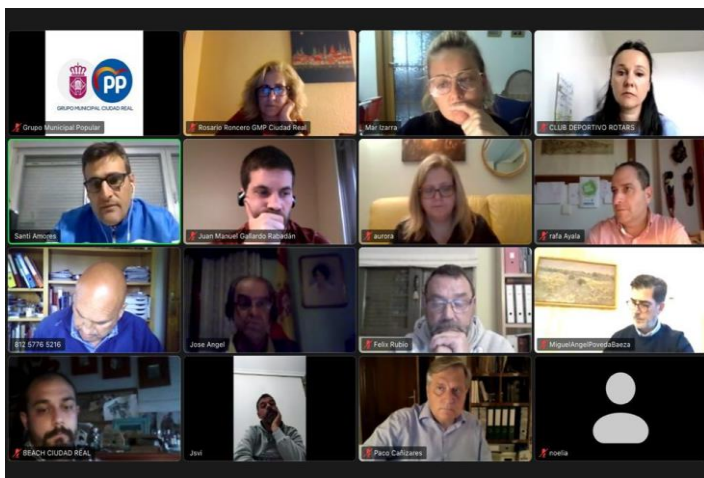 PP
GRUPO MUNICIPAL CIUDAD REAL
Grupo Municipal Popular
Rosario Roncero GMP Ciudad Real
Mar Izarra
CLUB DEPORTIVO ROTARS
Santi Amores
Juan Manuel Gallardo Rabadán
aurora
rafa Ayala
812 5776 5216
Jose Angel
Felix Rubio
MiguelAngelPovedaBaeza
BEACH CIUDAD REAL
Jsvi
Paco Cañizares
noelia